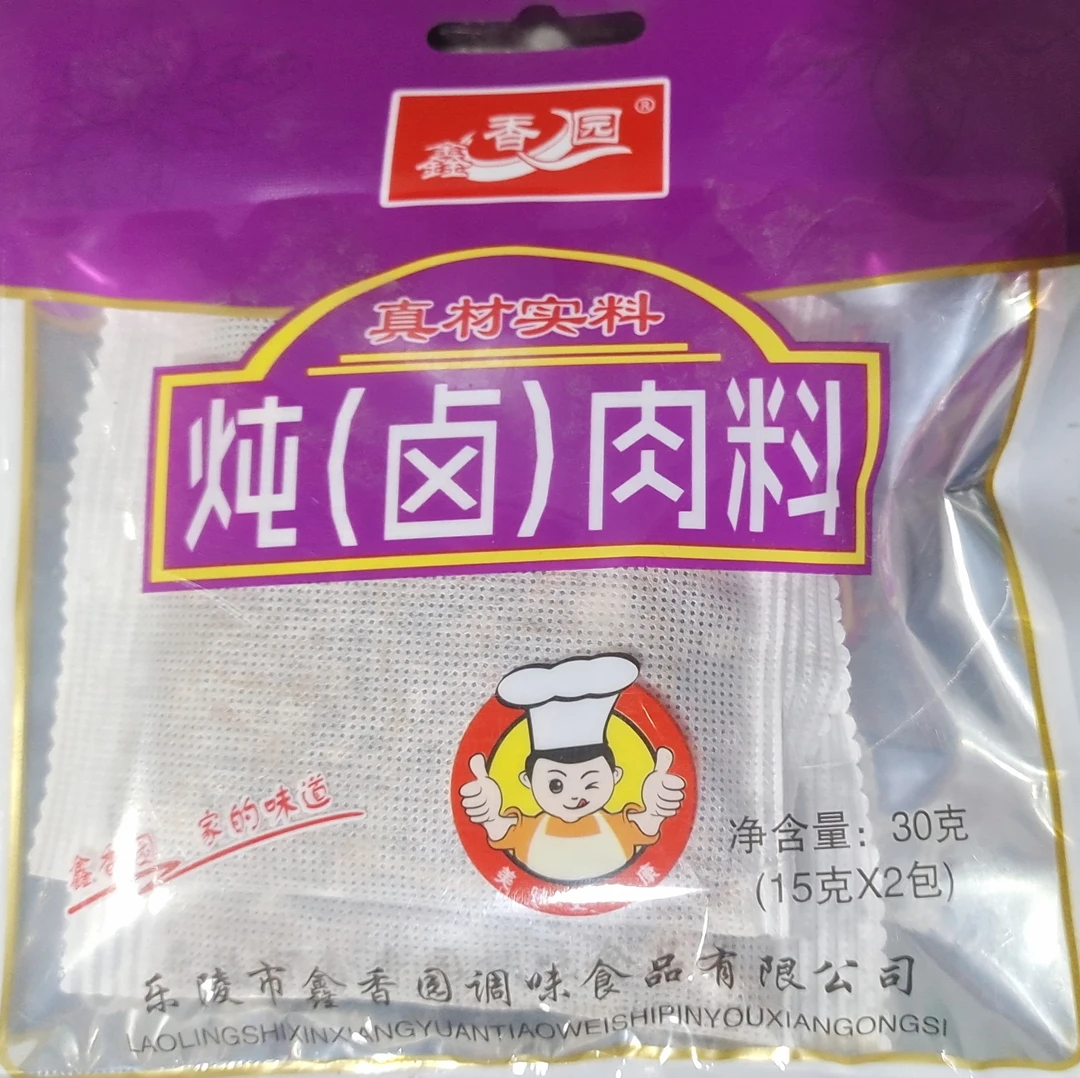 鑫香园®
真材实料
炖(卤)肉料
鑫香园 家的味道
净含量：30克
(15克X2包)
乐陵市鑫香园调味食品有限公司
LAOLINGSHIXINXIANGYUANTIAOWEISHIPINYOUXIANGONGSI